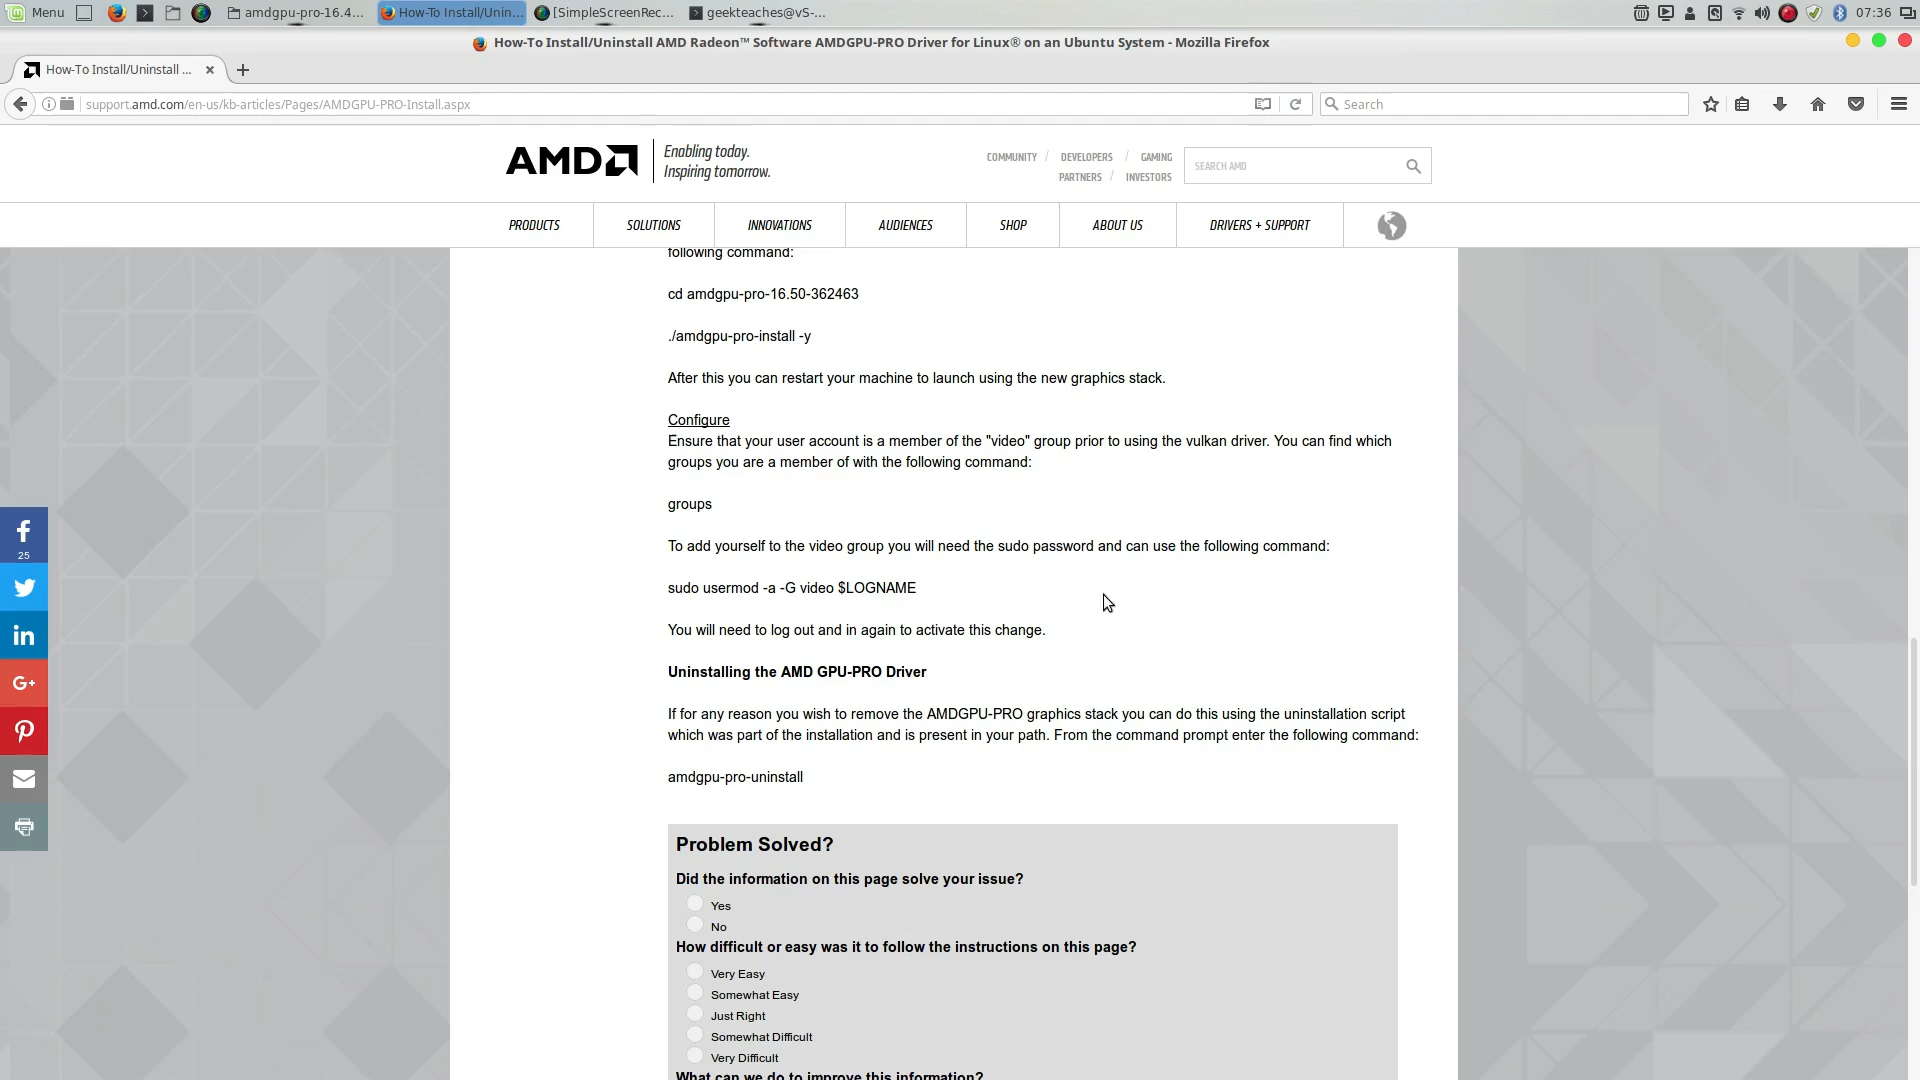 Menu
amdgpu-pro-16.4...
How-To Install/Unin...
[SimpleScreenRec...
geekteaches@vS-...
07:36
How-To Install/Uninstall AMD Radeon™ Software AMDGPU-PRO Driver for Linux® on an Ubuntu System - Mozilla Firefox
How-To Install/Uninstall ...
support.amd.com/en-us/kb-articles/Pages/AMDGPU-PRO-Install.aspx
Search
AMD
Enabling today.
Inspiring tomorrow.
COMMUNITY / DEVELOPERS / GAMING
PARTNERS / INVESTORS
SEARCH AMD
PRODUCTS
SOLUTIONS
INNOVATIONS
AUDIENCES
SHOP
ABOUT US
DRIVERS + SUPPORT
following command:
cd amdgpu-pro-16.50-362463
./amdgpu-pro-install -y
After this you can restart your machine to launch using the new graphics stack.
Configure
Ensure that your user account is a member of the "video" group prior to using the vulkan driver. You can find which
groups you are a member of with the following command:
groups
To add yourself to the video group you will need the sudo password and can use the following command:
sudo usermod -a -G video $LOGNAME
You will need to log out and in again to activate this change.
Uninstalling the AMD GPU-PRO Driver
If for any reason you wish to remove the AMDGPU-PRO graphics stack you can do this using the uninstallation script
which was part of the installation and is present in your path. From the command prompt enter the following command:
amdgpu-pro-uninstall
25
Problem Solved?
Did the information on this page solve your issue?
Yes
No
How difficult or easy was it to follow the instructions on this page?
Very Easy
Somewhat Easy
Just Right
Somewhat Difficult
Very Difficult
What can we do to improve this information?